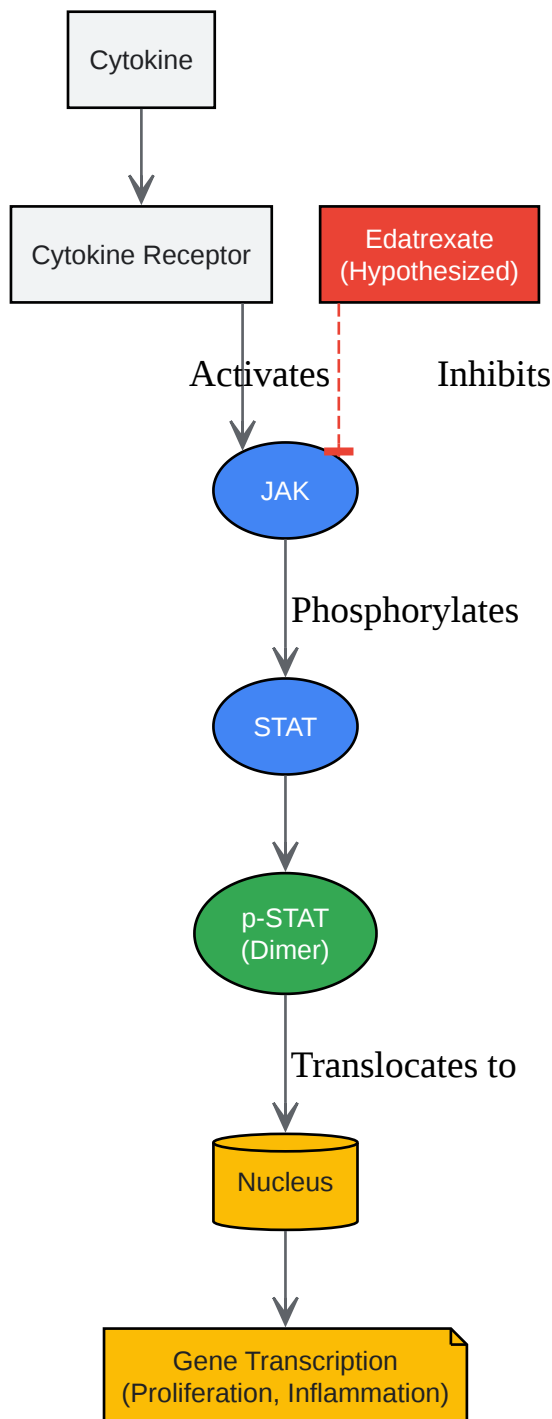 Cytokine
Cytokine Receptor
Edatrexate
(Hypothesized)
Activates
Inhibits
JAK
Phosphorylates
STAT
p-STAT
(Dimer)
Translocates to
Nucleus
Gene Transcription
(Proliferation, Inflammation)